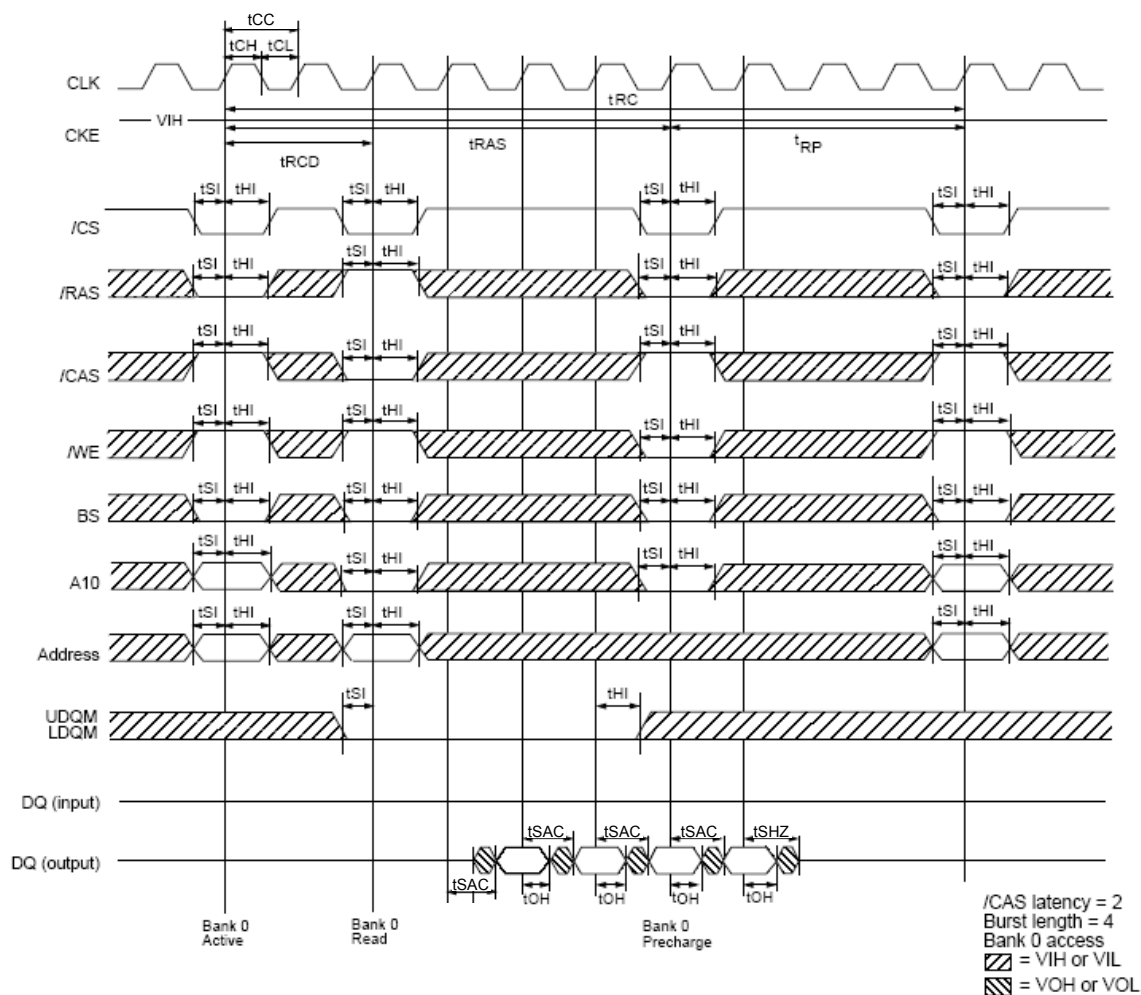 tCC
tCH tCL
CLK
tRC
VIH
CKE
tRAS
tRP
tRCD
tSI tHI tSI tHI tSI tHI tSI tHI
/CS
tSI tHI tSI tHI tSI tHI tSI tHI
/RAS
tSI tHI tSI tHI tSI tHI tSI tHI
/CAS
tSI tHI tSI tHI tSI tHI tSI tHI
/WE
tSI tHI tSI tHI tSI tHI tSI tHI
BS
tSI tHI tSI tHI tSI tHI tSI tHI
A10
tSI tHI tSI tHI tSI tHI
Address
tSI tHI
UDQM
LDQM
DQ (input)
tSAC tSAC tSAC tSHZ
DQ (output)
tSAC tOH tOH tOH tOH
Bank 0
Active
Bank 0
Read
Bank 0
Precharge
/CAS latency = 2
Burst length = 4
Bank 0 access
= VIH or VIL
= VOH or VOL